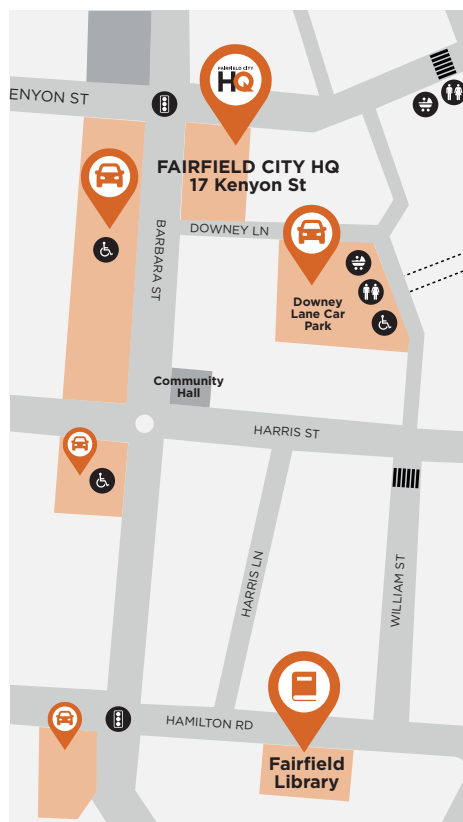 FAIRFIELD CITY
HQ
ENYON ST
FAIRFIELD CITY HQ
17 Kenyon St
DOWNEY LN
BARBARA ST
Downey
Lane Car
Park
Community
Hall
HARRIS ST
HARRIS LN
WILLIAM ST
HAMILTON RD
Fairfield
Library